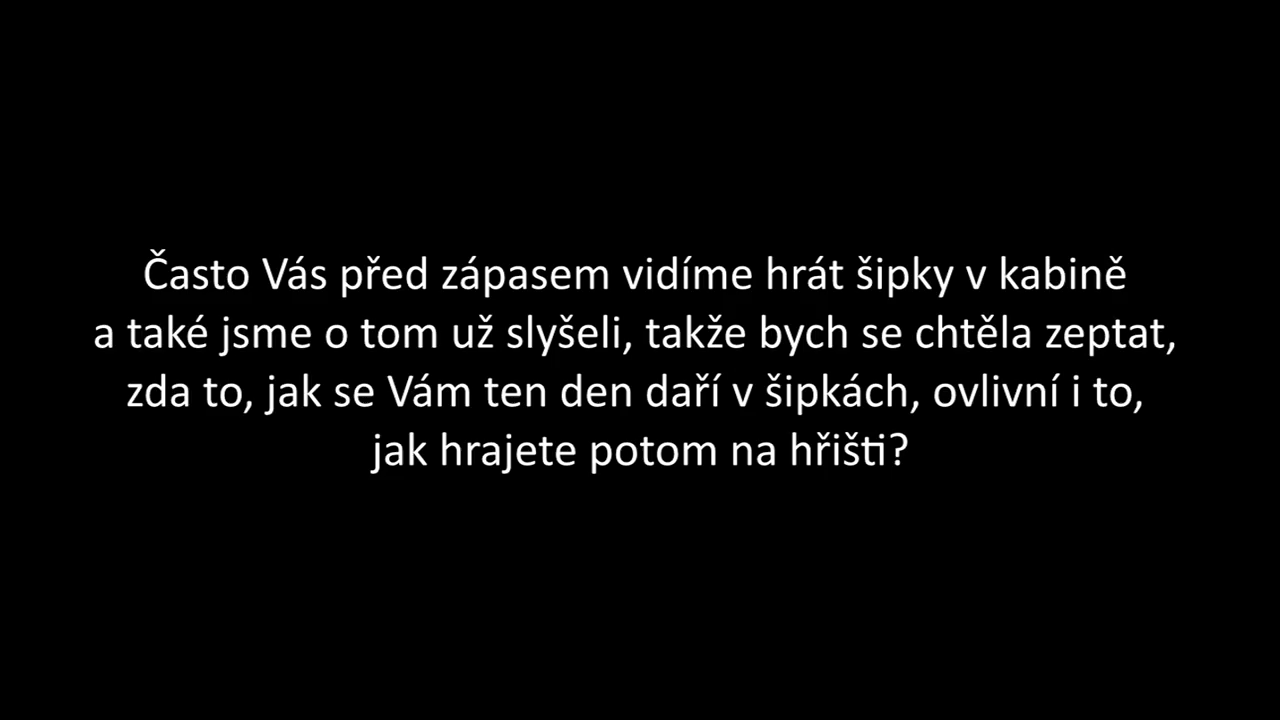 Často Vás před zápasem vidíme hrát šipky v kabině
a také jsme o tom už slyšeli, takže bych se chtěla zeptat,
zda to, jak se Vám ten den daří v šipkách, ovlivní i to,
jak hrajete potom na hřišti?